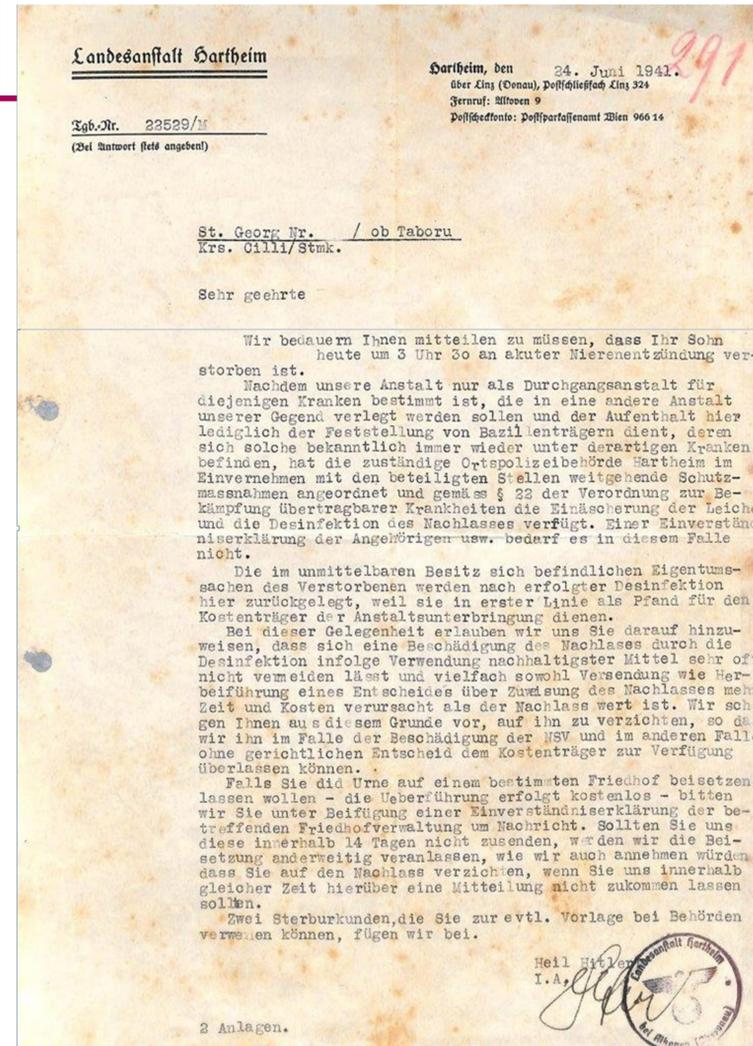 Landesanstalt Hartheim
Hartheim, den 24. Juni 1941.
291
über Linz (Donau), Postschließfach Linz 324
Fernruf: Alkoven 9
Postscheckkonto: Postsparkassenamt Wien 966 14
Tgb.-Nr. 22529/M
(Bei Antwort stets angeben!)
St. Georg Nr. / ob Taboru
Krs. Cilli/Stmk.
Sehr geehrte
Wir bedauern Ihnen mitteilen zu müssen, dass Ihr Sohn
heute um 3 Uhr 30 an akuter Nierenentzündung ver-
storben ist.
Nachdem unsere Anstalt nur als Durchgangsanstalt für
diejenigen Kranken bestimmt ist, die in eine andere Anstalt
unserer Gegend verlegt werden sollen und der Aufenthalt hier
lediglich der Feststellung von Bazillenträgern dient, deren
sich solche bekanntlich immer wieder unter derartigen Kranken
befinden, hat die zuständige Ortspolizeibehörde Hartheim im
Einvernehmen mit den beteiligten Stellen weitgehende Schutz-
massnahmen angeordnet und gemäss § 22 der Verordnung zur Be-
kämpfung übertragbarer Krankheiten die Einäscherung der Leiche
und die Desinfektion des Nachlasses verfügt. Einer Einverständ
niserklärung der Angehörigen usw. bedarf es in diesem Falle
nicht.
Die im unmittelbaren Besitz sich befindlichen Eigentums-
sachen des Verstorbenen werden nach erfolgter Desinfektion
hier zurückgelegt, weil sie in erster Linie als Pfand für den
Kostenträger der Anstaltsunterbringung dienen.
Bei dieser Gelegenheit erlauben wir uns Sie darauf hinzu-
weisen, dass sich eine Beschädigung des Nachlases durch die
Desinfektion infolge Verwendung nachhaltigster Mittel sehr of
nicht vermeiden lässt und vielfach sowohl Versendung wie Her-
beiführung eines Entscheides über Zuweisung des Nachlasses meh
Zeit und Kosten verursacht als der Nachlass wert ist. Wir sch
gen Ihnen aus diesem Grunde vor, auf ihn zu verzichten, so da
wir ihn im Falle der Beschädigung der NSV und im anderen Fall
ohne gerichtlichen Entscheid dem Kostenträger zur Verfügung
überlassen können.
Falls Sie did Urne auf einem bestimmten Friedhof beisetzen
lassen wollen - die Ueberführung erfolgt kostenlos - bitten
wir Sie unter Beifügung einer Einverständniserklärung der be-
treffenden Friedhofverwaltung um Nachricht. Sollten Sie uns
diese innerhalb 14 Tagen nicht zusenden, werden wir die Bei-
setzung anderweitig veranlassen, wie wir auch annehmen würden
dass Sie auf den Nachlass verzichten, wenn Sie uns innerhalb
gleicher Zeit hierüber eine Mitteilung nicht zukommen lassen
sollen.
Zwei Sterburkunden,die Sie zur evtl. Vorlage bei Behörden
verwenen können, fügen wir bei.
Heil Hitler
I.A.
Landesanstalt Hartheim
bei Alkoven
2 Anlagen.